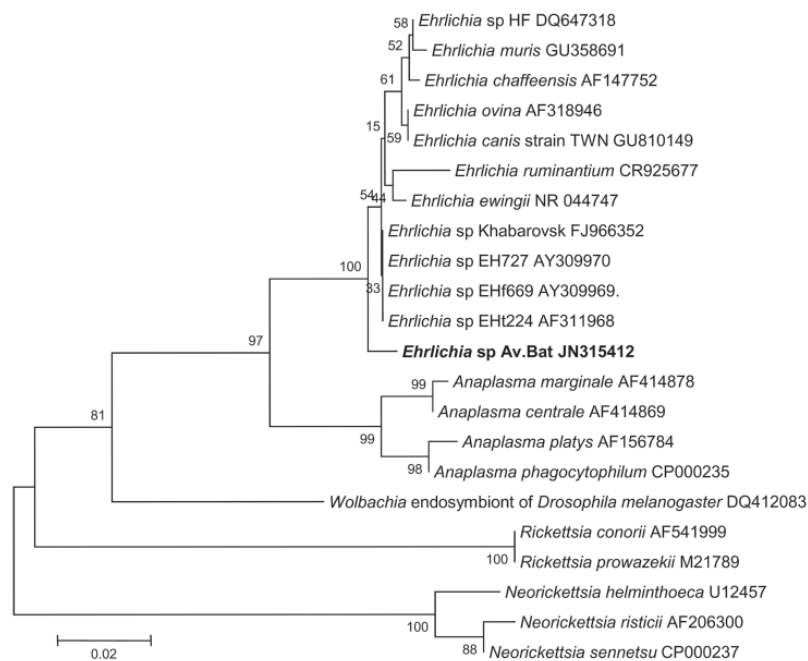 58 Ehrlichia sp HF DQ647318
52 Ehrlichia muris GU358691
61 Ehrlichia chaffeensis AF147752
Ehrlichia ovina AF318946
15 59 Ehrlichia canis strain TWN GU810149
Ehrlichia ruminantium CR925677
54 44 Ehrlichia ewingii NR 044747
Ehrlichia sp Khabarovsk FJ966352
100 Ehrlichia sp EH727 AY309970
33 Ehrlichia sp EHf669 AY309969.
Ehrlichia sp EHt224 AF311968
97 Ehrlichia sp Av.Bat JN315412
99 Anaplasma marginale AF414878
81 Anaplasma centrale AF414869
99 Anaplasma platys AF156784
98 Anaplasma phagocytophilum CP000235
Wolbachia endosymbiont of Drosophila melanogaster DQ412083
Rickettsia conorii AF541999
100 Rickettsia prowazekii M21789
Neorickettsia helminthoeca U12457
100 Neorickettsia risticii AF206300
88 Neorickettsia sennetsu CP000237
0.02